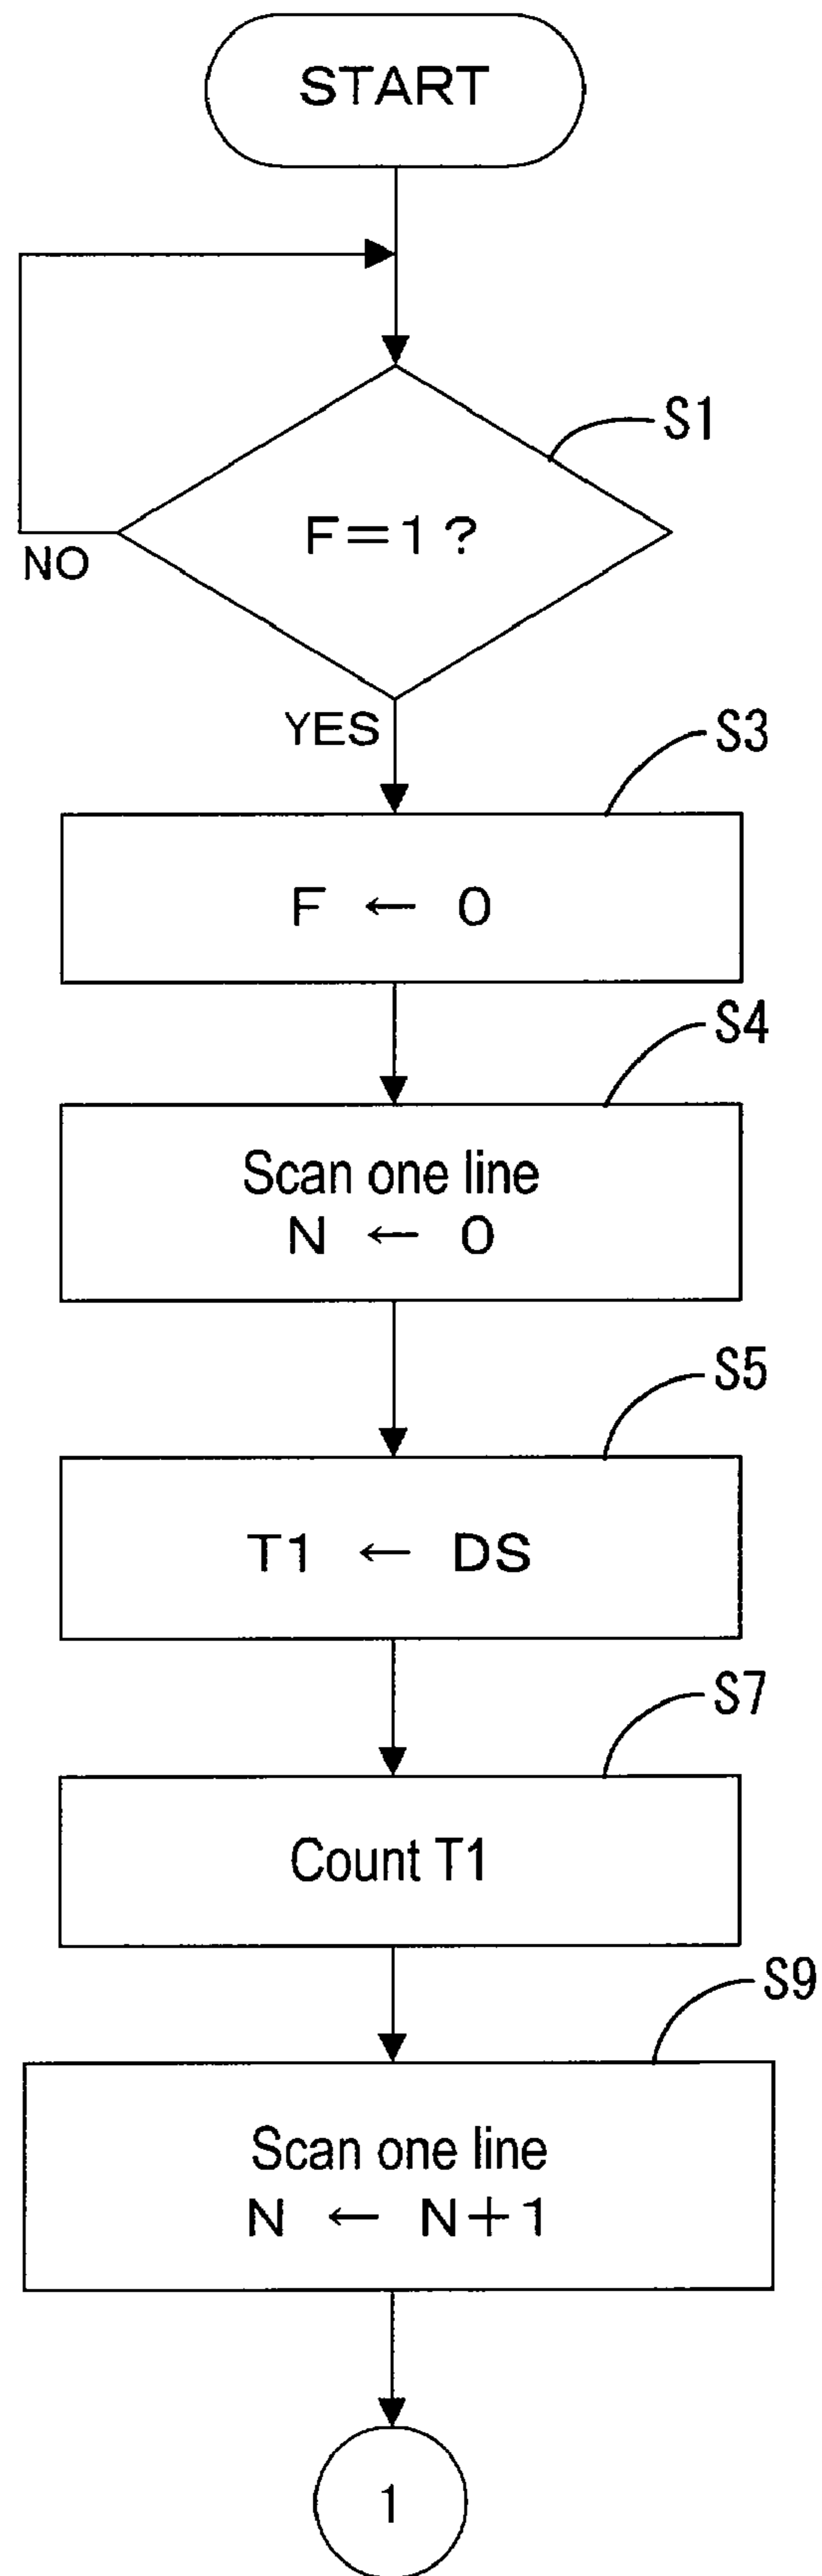 START
S1
F=1?
NO
YES
S3
F ← 0
S4
Scan one line
N ← 0
S5
T1 ← DS
S7
Count T1
S9
Scan one line
N ← N+1
1